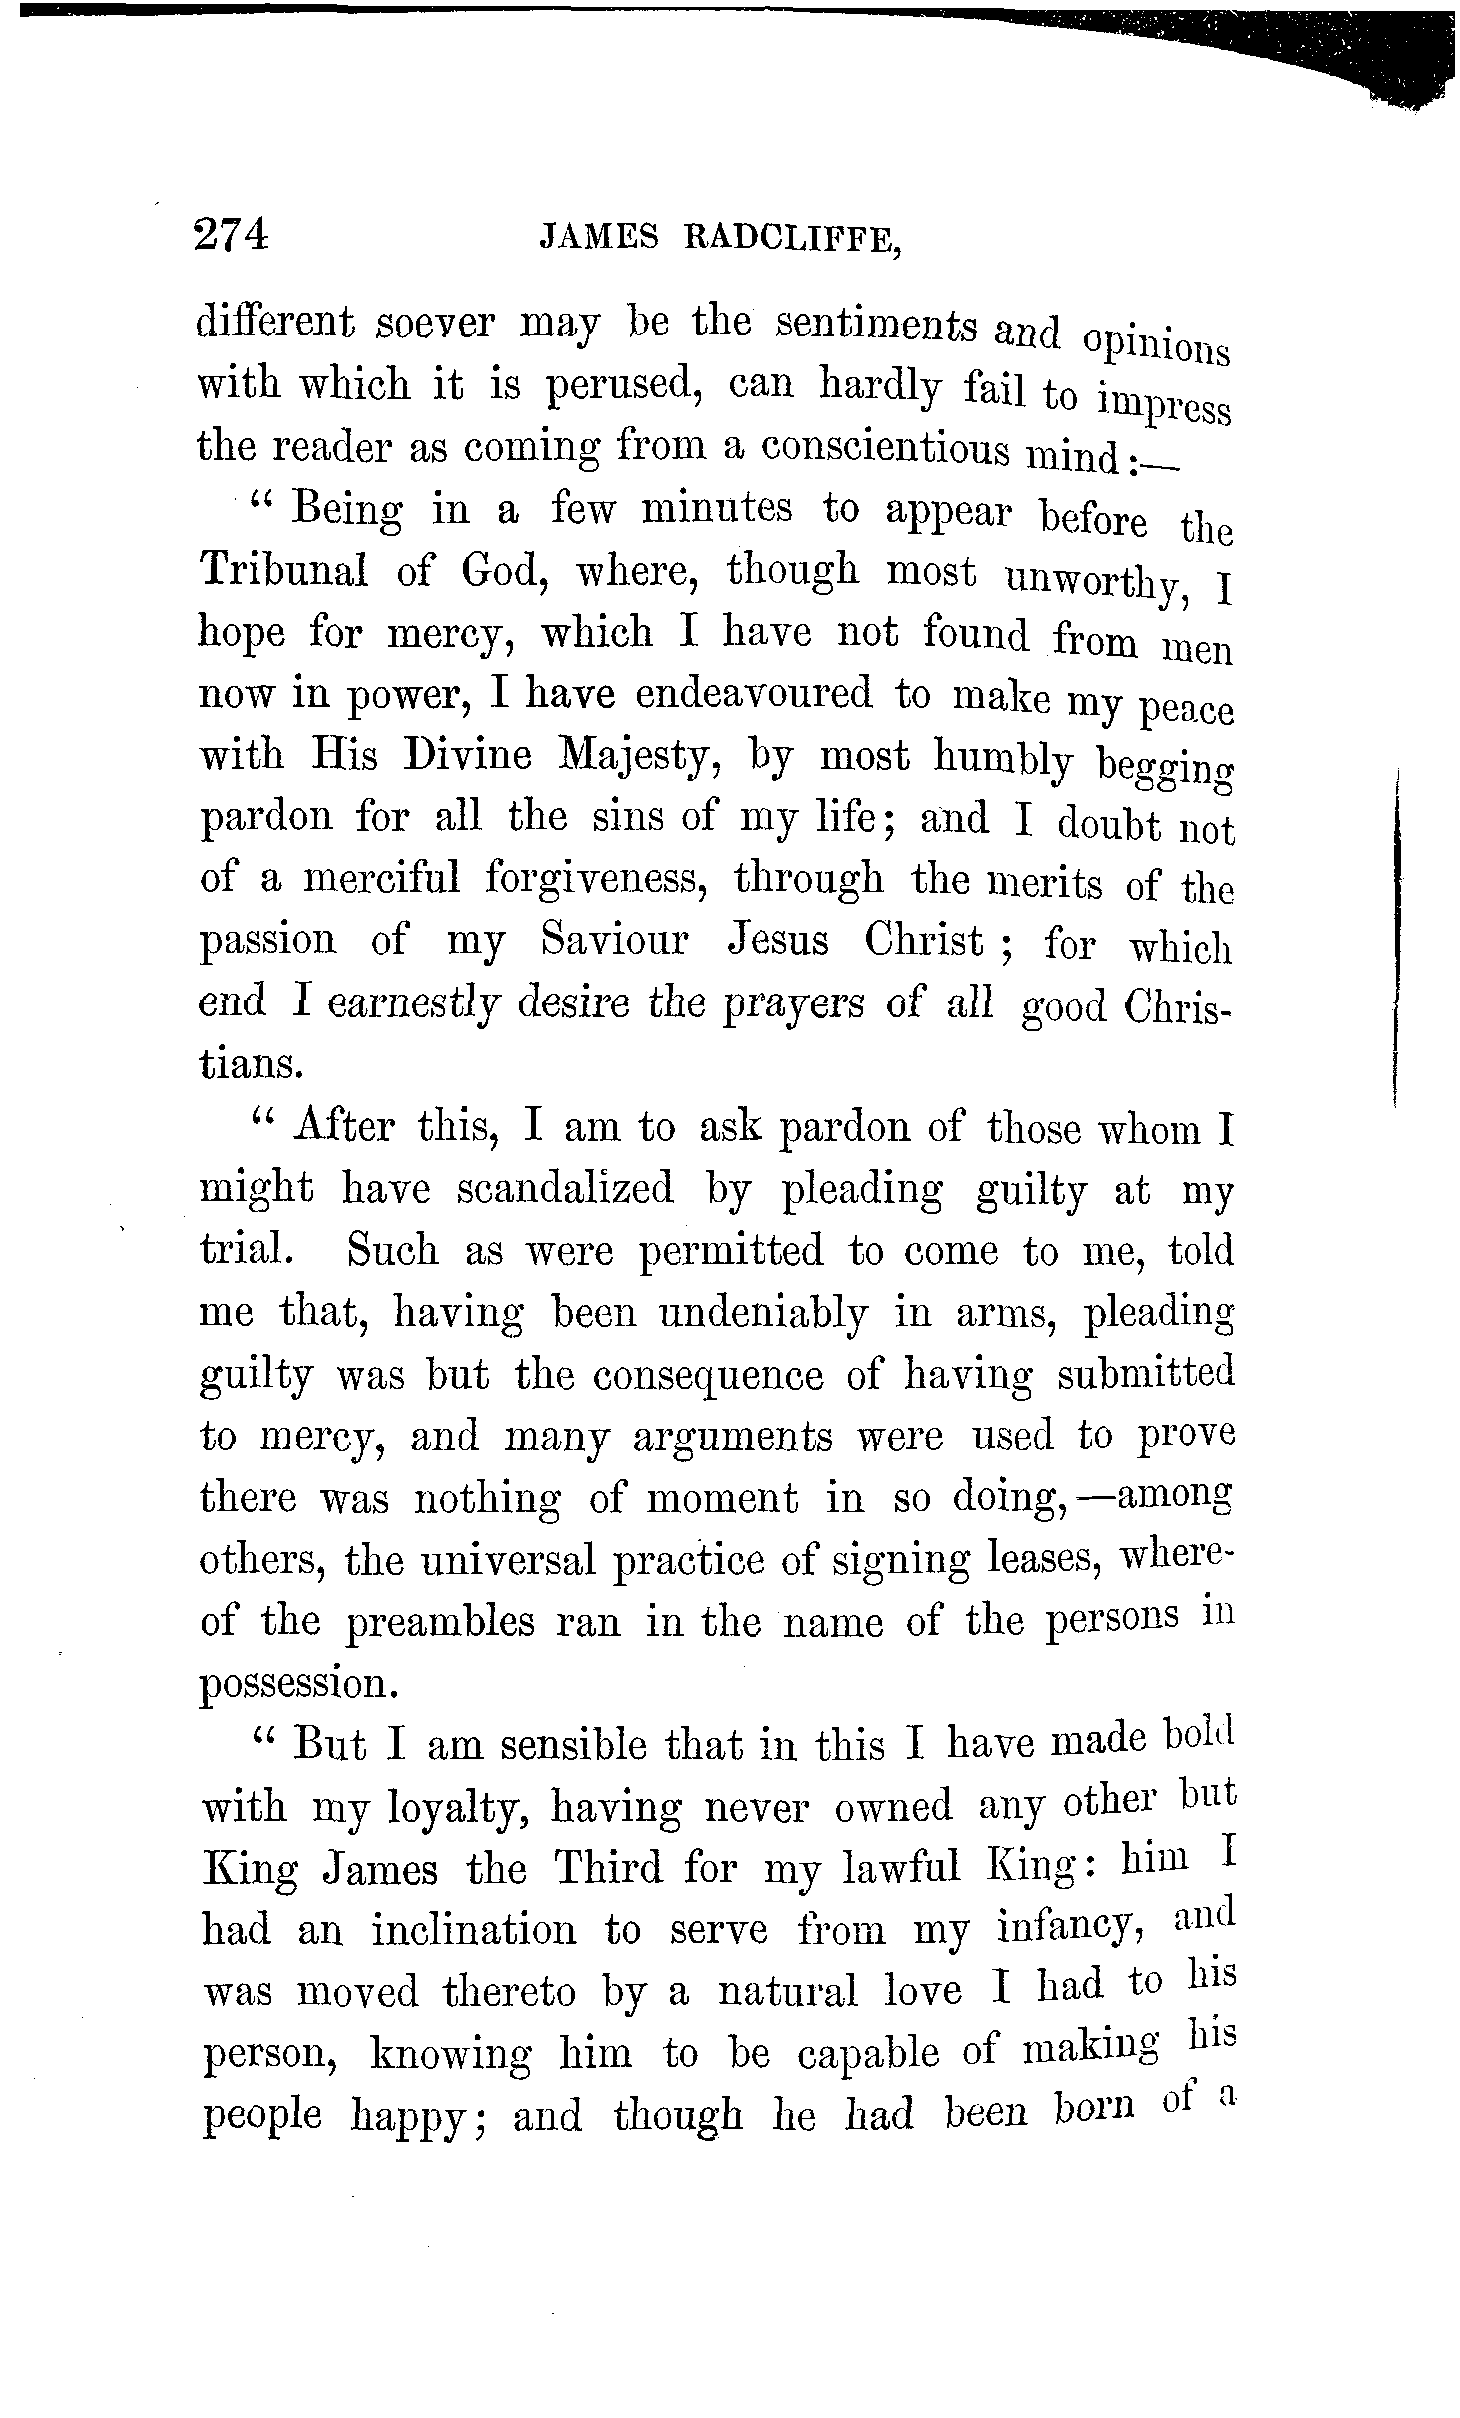 274 JAMES RADCLIFFE,
different soever may be the sentiments and opinions
with which it is perused, can hardly fail to impress
the reader as coming from a conscientious mind:—
“ Being in a few minutes to appear before the
Tribunal of God, where, though most unworthy, I
hope for mercy, which I have not found from men
now in power, I have endeavoured to make my peace
with His Divine Majesty, by most humbly begging
pardon for all the sins of my life; and I doubt not
of a merciful forgiveness, through the merits of the
passion of my Saviour Jesus Christ ; for which
end I earnestly desire the prayers of all good Chris-
tians.
“ After this, I am to ask pardon of those whom I
might have scandalized by pleading guilty at my
trial. Such as were permitted to come to me, told
me that, having been undeniably in arms, pleading
guilty was but the consequence of having submitted
to mercy, and many arguments were used to prove
there was nothing of moment in so doing,—among
others, the universal practice of signing leases, where-
of the preambles ran in the name of the persons in
possession.
“ But I am sensible that in this I have made bold
with my loyalty, having never owned any other but
King James the Third for my lawful King: him I
had an inclination to serve from my infancy, and
was moved thereto by a natural love I had to his
person, knowing him to be capable of making his
people happy; and though he had been born of a